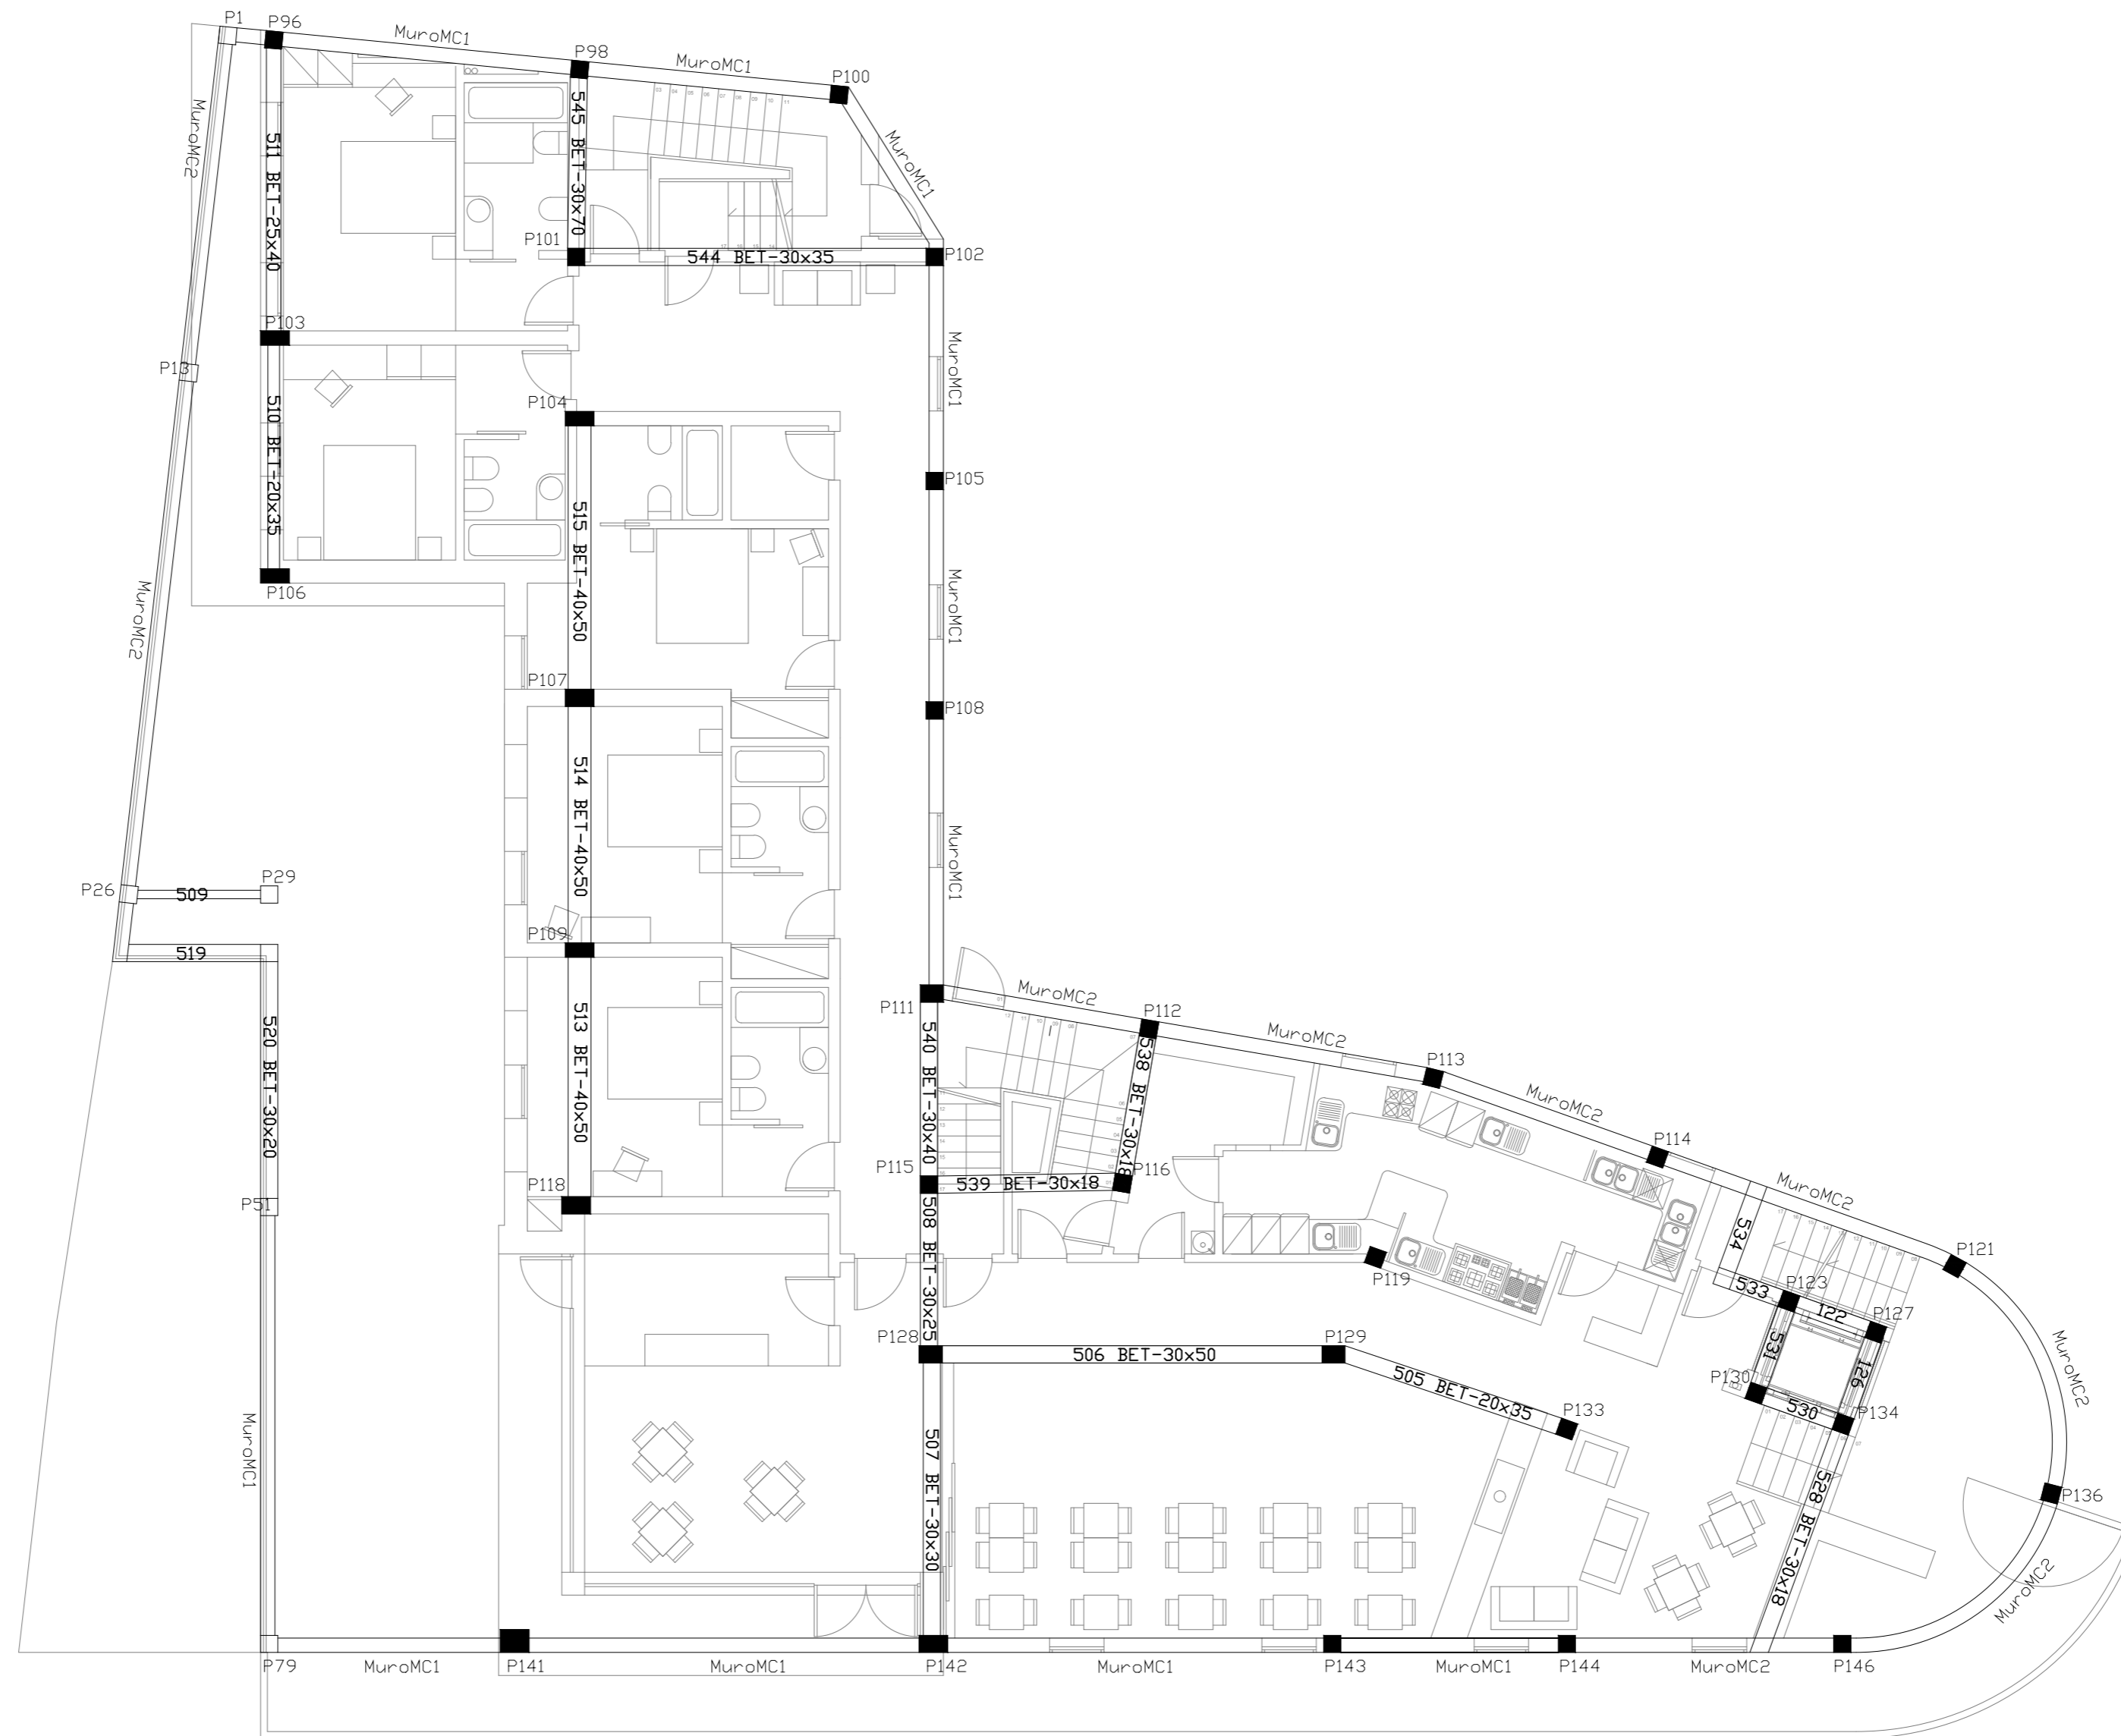 P1
P96
MuroMC1
P98
MuroMC1
P100
MuroMC2
511 BET-25x40
545 BET-30x70
MuroMC1
P101
544 BET-30x35
P102
P103
P13
MuroMC1
510 BET-20x35
P104
P105
515 BET-40x50
P106
MuroMC2
MuroMC1
P107
P108
514 BET-40x50
MuroMC1
P26
509
P29
P109
519
P111
MuroMC2
P112
MuroMC2
P113
520 BET-30x20
513 BET-40x50
540 BET-30x40
538 BET-30x18
MuroMC2
P114
P115
539 BET-30x18
P116
P118
P51
MuroMC2
534
508 BET-30x25
P119
P121
533
P123
122
P127
P128
506 BET-30x50
P129
531
126
MuroMC2
505 BET-20x35
P130
530
P134
P133
MuroMC1
507 BET-30x30
528 BET-30x18
P136
MuroMC2
P79
MuroMC1
P141
MuroMC1
P142
MuroMC1
P143
MuroMC1
P144
MuroMC2
P146